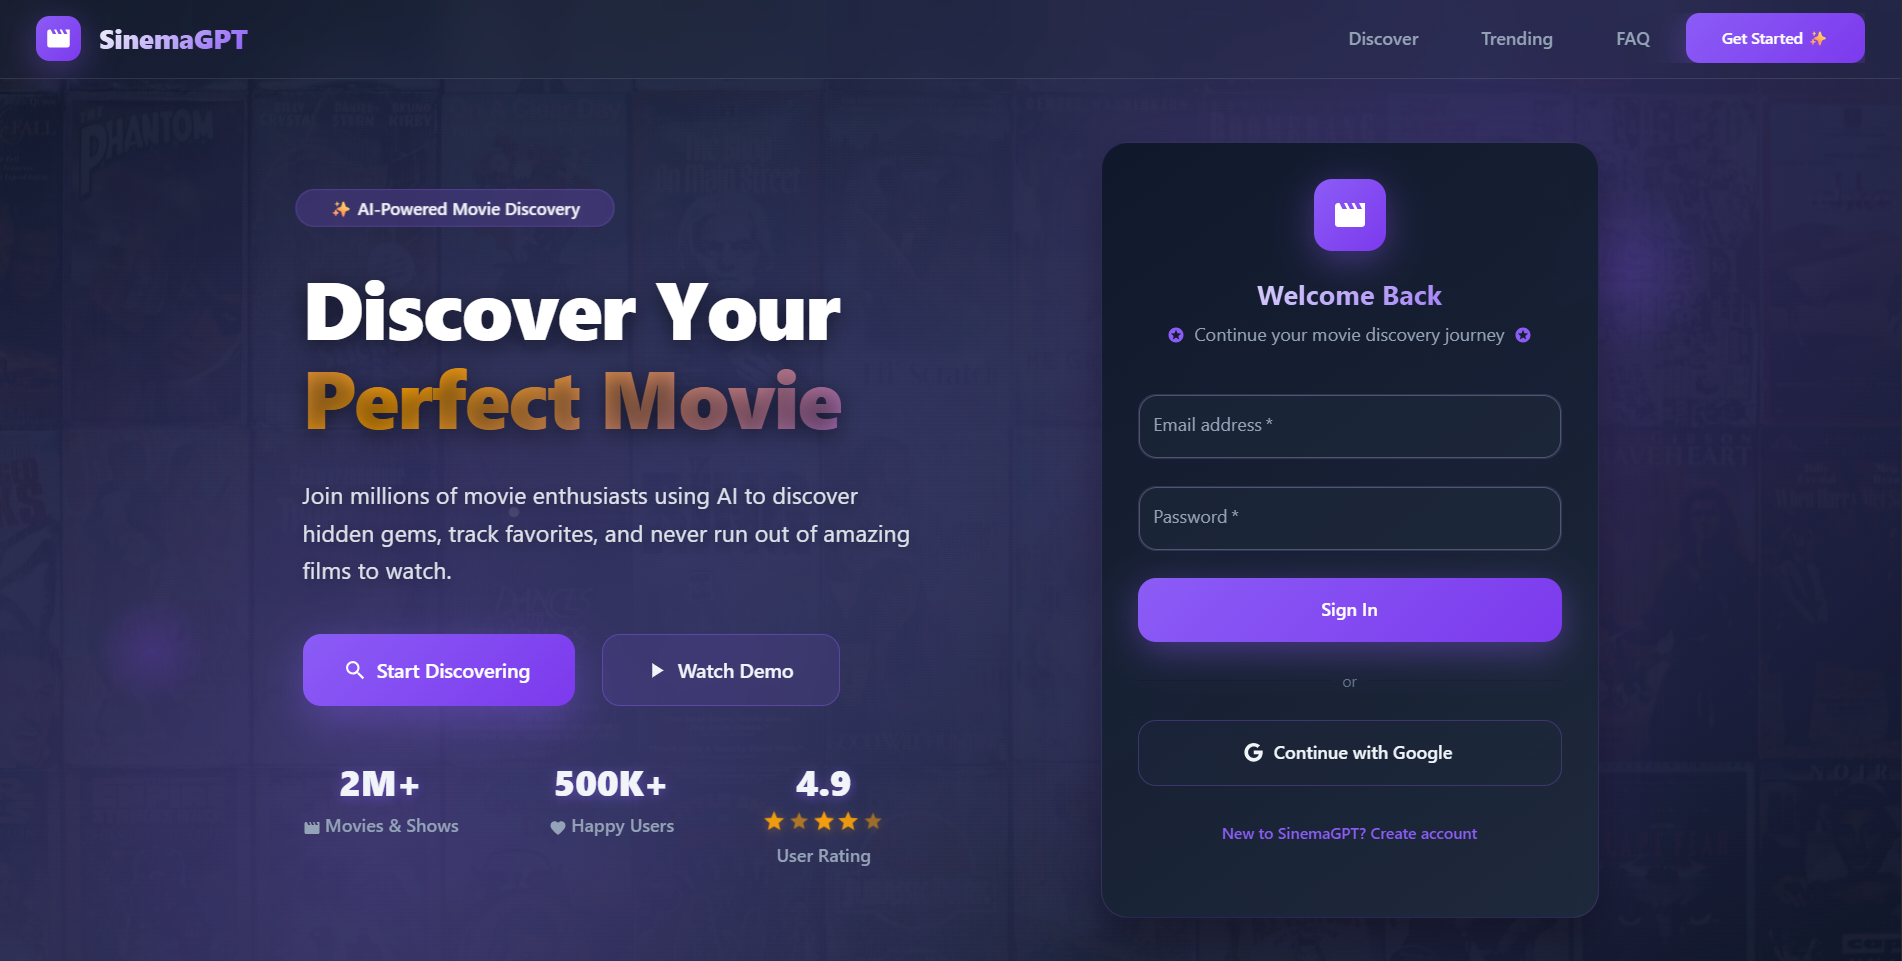 SinemaGPT
Discover
Trending
FAQ
Get Started ✨
PHANTOM
✨ AI-Powered Movie Discovery
Discover Your
Perfect Movie
Join millions of movie enthusiasts using AI to discover
hidden gems, track favorites, and never run out of amazing
films to watch.
Start Discovering
Watch Demo
2M+
Movies & Shows
500K+
Happy Users
4.9
User Rating
Welcome Back
Continue your movie discovery journey
Email address *
Password *
Sign In
or
G Continue with Google
New to SinemaGPT? Create account